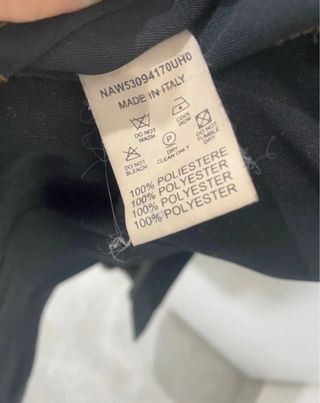 NAW53094170UH0
MADE IN ITALY
DO NOT WASH
COOL IRON
DO NOT TUMBLE DRY
DO NOT BLEACH
P
DRY CLEAN ONLY
100% POLIESTERE
100% POLYESTER
100% POLYESTER
100% POLYESTER